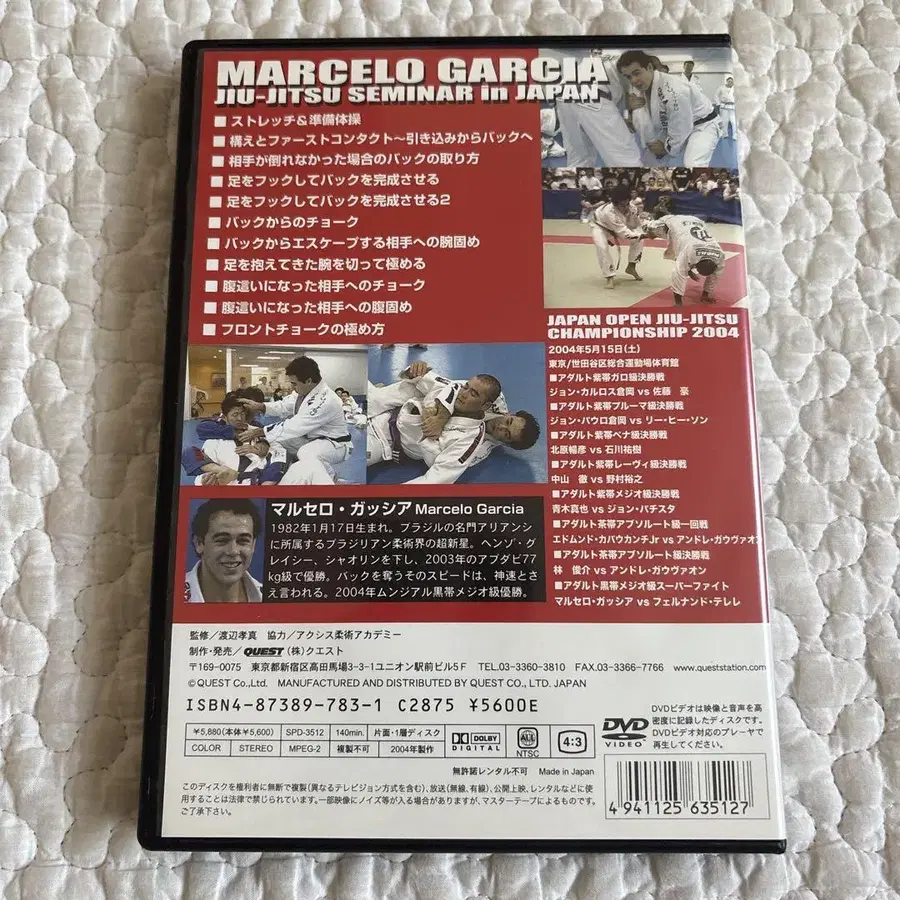 MARCELO GARCIA
JIU-JITSU SEMINAR in JAPAN
■ストレッチ&準備体操
■構えとファーストコンタクト〜引き込みからバックへ
■相手が倒れなかった場合のバックの取り方
■足をフックしてバックを完成させる
■足をフックしてバックを完成させる2
■バックからのチョーク
■バックからエスケープする相手への腕固め
■足を抱えてきた腕を切って極める
■腹這いになった相手へのチョーク
■腹這いになった相手への腹固め
■フロントチョークの極め方
JAPAN OPEN JIU-JITSU
CHAMPIONSHIP 2004
2004年5月15日(土)
東京/世田谷区総合運動場体育館
■アダルト紫帯ガロ級決勝戦
ジョン・カルロス倉岡 vs 佐藤 豪
■アダルト紫帯プルーマ級決勝戦
ジョン・パウロ倉岡 vs リー・ヒー・ソン
■アダルト紫帯ペナ級決勝戦
北原暢彦 vs 石川祐樹
■アダルト紫帯レーヴィ級決勝戦
中山 徹 vs 野村裕之
■アダルト紫帯メジオ級決勝戦
青木真也 vs ジョン・バチスタ
■アダルト茶帯アブソルート級一回戦
エドムンド・カバウカンチJr vs アンドレ・ガウヴァオン
■アダルト茶帯アブソルート級決勝戦
林 俊介 vs アンドレ・ガウヴァオン
■アダルト黒帯メジオ級スーパーファイト
マルセロ・ガッシア vs フェルナンド・テレレ
マルセロ・ガッシア Marcelo Garcia
1982年1月17日生まれ。ブラジルの名門アリアンシ
に所属するブラジリアン柔術界の超新星。ヘンゾ・グ
レイシー、シャオリンを下し、2003年のアブダビ77
kg級で優勝。バックを奪うそのスピードは、神速とさ
え言われる。2004年ムンジアル黒帯メジオ級優勝。
監修/渡辺孝真 協力/アクシス柔術アカデミー
制作・発売/QUEST (株)クエスト
〒169-0075 東京都新宿区高田馬場3-3-1ユニオン駅前ビル5F TEL.03-3360-3810 FAX.03-3366-7766 www.queststation.com
©QUEST Co.,Ltd. MANUFACTURED AND DISTRIBUTED BY QUEST CO., LTD. JAPAN
ISBN4-87389-783-1 C2875 ¥5600E
¥5,880(本体¥5,600) SPD-3512 140min. 片面・1層ディスク
COLOR STEREO MPEG-2 複製不可 2004年製作
DOLBY DIGITAL
ALL
NTSC
4:3
DVD VIDEO
DVDビデオは映像と音声を高
密度に記録したディスクです。
DVDビデオ対応のプレーヤで
再生してください。
無許諾レンタル不可 Made in Japan
このディスクを権利者に無断で複製(異なるテレビジョン方式を含む)、放送(無線、有線)、公開上映、レンタルなどに使
用することは法律で禁じられています。一部映像にノイズ等が入る場合がありますが、マスターテープによるものです。
ご了承下さい。
4 941125 635127